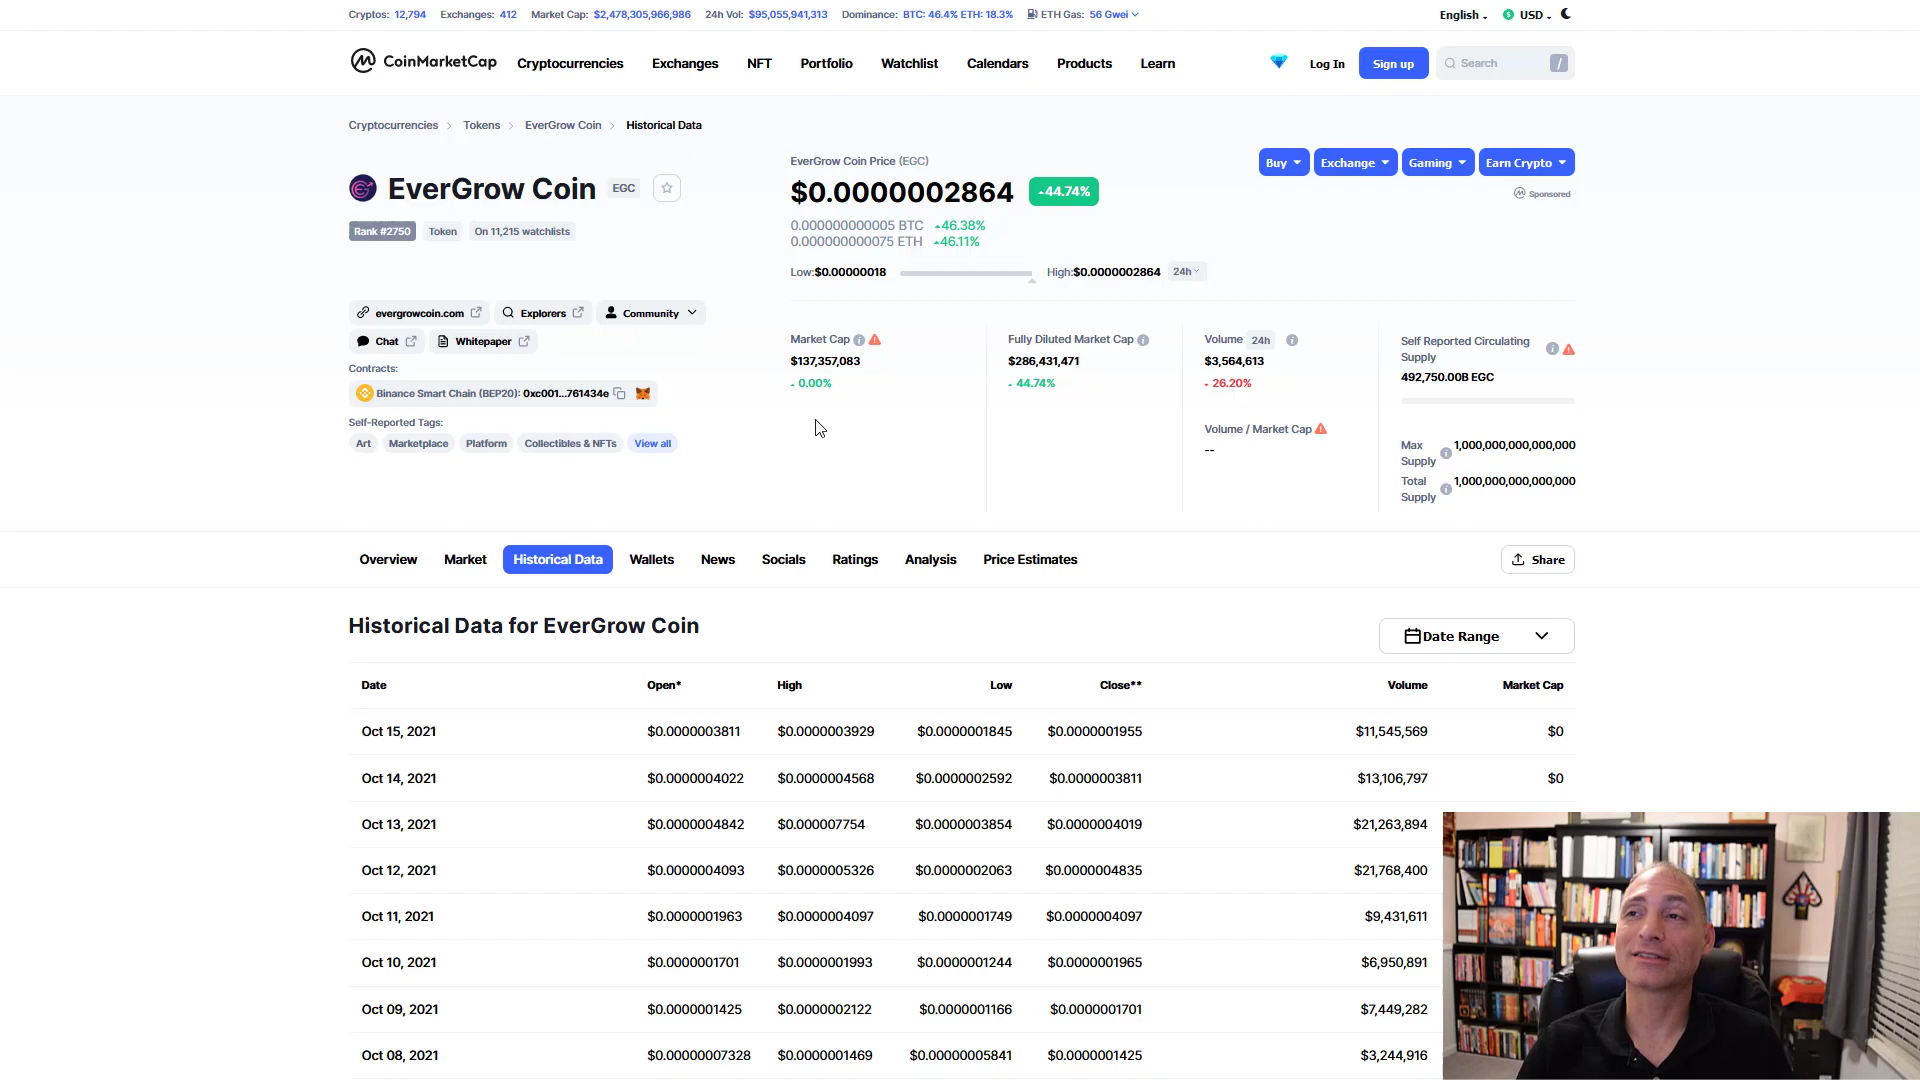 Cryptos: 12,794 Exchanges: 412 Market Cap: $2,478,305,966,986 24h Vol: $95,055,941,313 Dominance: BTC: 46.4% ETH: 18.3% ETH Gas: 56 Gwei
English USD
CoinMarketCap Cryptocurrencies Exchanges NFT Portfolio Watchlist Calendars Products Learn Log In Sign up Search /
Cryptocurrencies > Tokens > EverGrow Coin > Historical Data
EverGrow Coin EGC
Rank #2750 Token On 11,215 watchlists
evergrowcoin.com Explorers Community
Chat Whitepaper
Contracts:
Binance Smart Chain (BEP20): 0xc001...761434e
Self-Reported Tags:
Art Marketplace Platform Collectibles & NFTs View all
EverGrow Coin Price (EGC)
$0.0000002864 44.74%
0.000000000005 BTC 46.38%
0.000000000075 ETH 46.11%
Low:$0.00000018 High:$0.0000002864 24h
Buy Exchange Gaming Earn Crypto
Sponsored
Market Cap
$137,357,083
0.00%
Fully Diluted Market Cap
$286,431,471
44.74%
Volume 24h
$3,564,613
26.20%
Volume / Market Cap
--
Self Reported Circulating
Supply
492,750.00B EGC
Max
Supply
1,000,000,000,000,000
Total
Supply
1,000,000,000,000,000
Overview Market Historical Data Wallets News Socials Ratings Analysis Price Estimates Share
Historical Data for EverGrow Coin
Date Range
Date Open* High Low Close** Volume Market Cap
Oct 15, 2021 $0.0000003811 $0.0000003929 $0.0000001845 $0.0000001955 $11,545,569 $0
Oct 14, 2021 $0.0000004022 $0.0000004568 $0.0000002592 $0.0000003811 $13,106,797 $0
Oct 13, 2021 $0.0000004842 $0.000007754 $0.0000003854 $0.0000004019 $21,263,894
Oct 12, 2021 $0.0000004093 $0.0000005326 $0.0000002063 $0.0000004835 $21,768,400
Oct 11, 2021 $0.0000001963 $0.0000004097 $0.0000001749 $0.0000004097 $9,431,611
Oct 10, 2021 $0.0000001701 $0.0000001993 $0.0000001244 $0.0000001965 $6,950,891
Oct 09, 2021 $0.0000001425 $0.0000002122 $0.0000001166 $0.0000001701 $7,449,282
Oct 08, 2021 $0.00000007328 $0.0000001469 $0.00000005841 $0.0000001425 $3,244,916